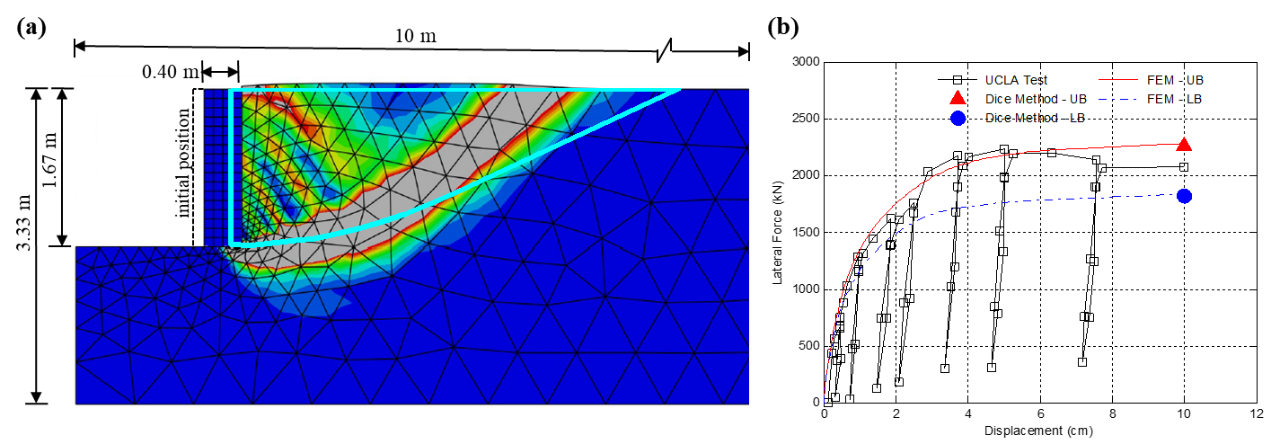 (a)
10 m
0.40 m
initial position
1.67 m
3.33 m
(b)
UCLA Test
Dice Method - UB
Dice Method - LB
FEM - UB
FEM - LB
3000
2500
2000
1500
1000
500
0
Lateral Force (kN)
0 2 4 6 8 10 12
Displacement (cm)